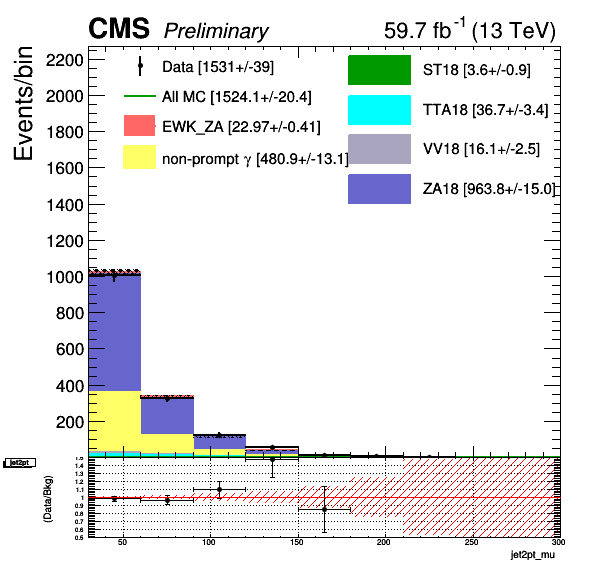 CMS Preliminary 59.7 fb⁻¹ (13 TeV)
Events/bin
2200
2000
1800
1600
1400
1200
1000
800
600
400
200
Data [1531+/-39]
All MC [1524.1+/-20.4]
EWK_ZA [22.97+/-0.41]
non-prompt γ [480.9+/-13.1]
ST18 [3.6+/-0.9]
TTA18 [36.7+/-3.4]
VV18 [16.1+/-2.5]
ZA18 [963.8+/-15.0]
jet2pt
(Data/Bkg)
1.5
1.4
1.3
1.2
1.1
1
0.9
0.8
0.7
0.6
0.5
50 100 150 200 250 300
jet2pt_mu